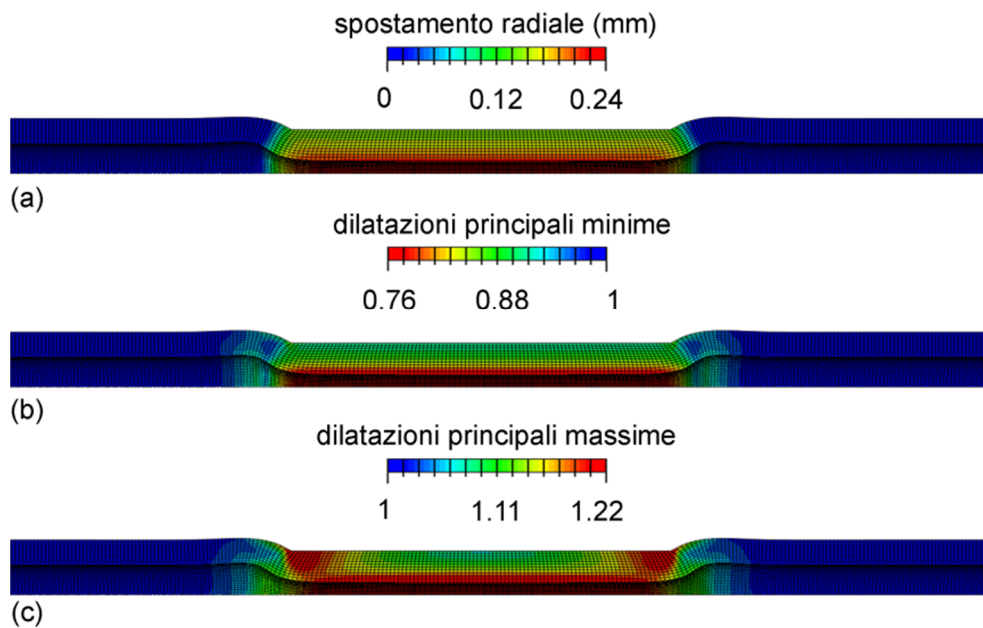 spostamento radiale (mm)
0 0.12 0.24
(a)
dilatazioni principali minime
0.76 0.88 1
(b)
dilatazioni principali massime
1 1.11 1.22
(c)